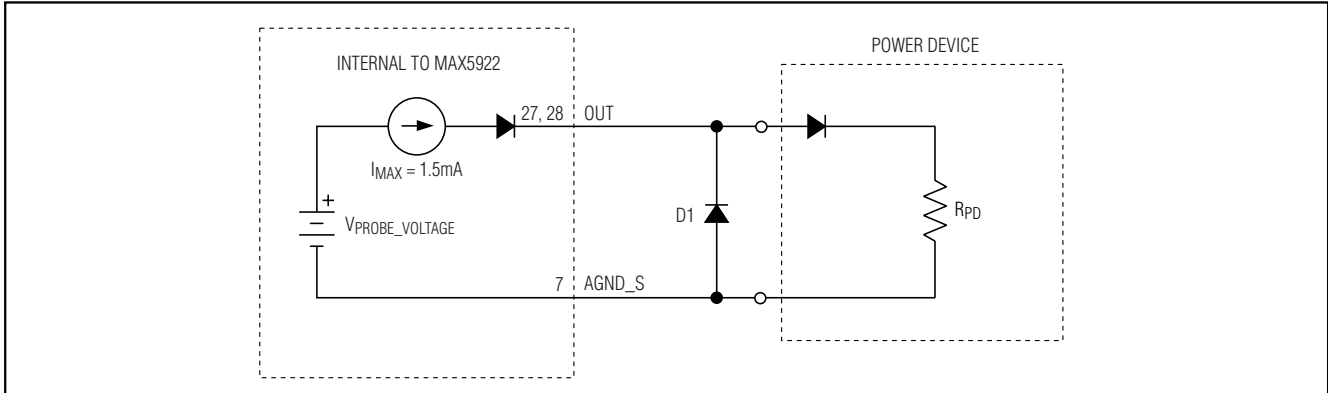 POWER DEVICE
INTERNAL TO MAX5922
27, 28 OUT
IMAX = 1.5mA
+
VPROBE_VOLTAGE
D1
RPD
7 AGND_S